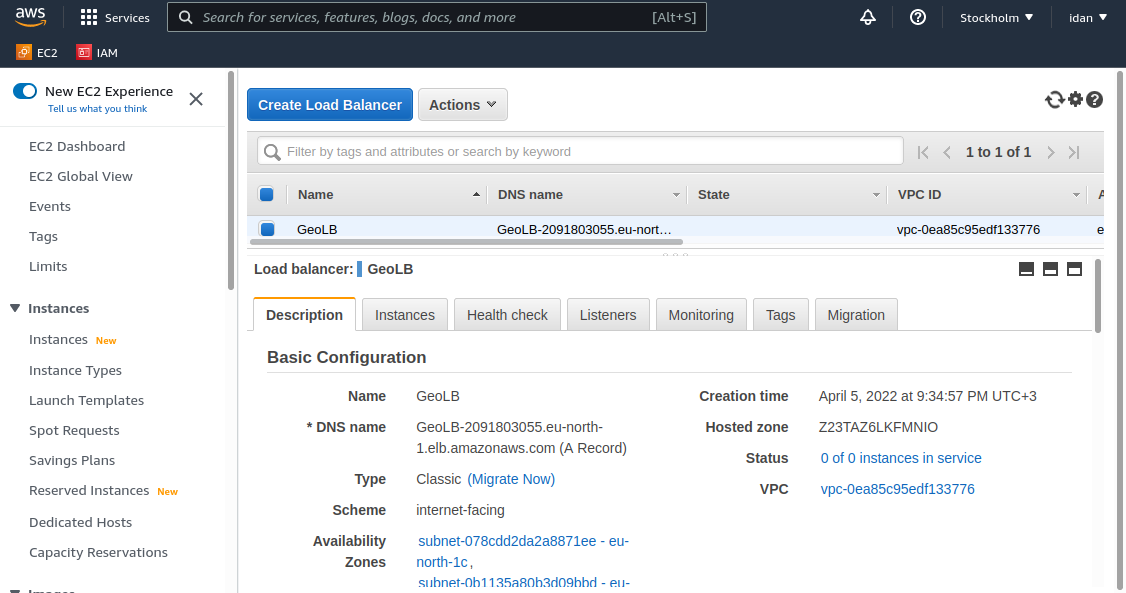 aws
Services
Search for services, features, blogs, docs, and more [Alt+S]
Stockholm
idan
EC2
IAM
New EC2 Experience
Tell us what you think
EC2 Dashboard
EC2 Global View
Events
Tags
Limits
Instances
Instances New
Instance Types
Launch Templates
Spot Requests
Savings Plans
Reserved Instances New
Dedicated Hosts
Capacity Reservations
Images
Create Load Balancer
Actions
Filter by tags and attributes or search by keyword
1 to 1 of 1
Name DNS name State VPC ID A
GeoLB GeoLB-2091803055.eu-nort... vpc-0ea85c95edf133776 e
Load balancer: GeoLB
Description Instances Health check Listeners Monitoring Tags Migration
Basic Configuration
Name GeoLB
* DNS name GeoLB-2091803055.eu-north-
1.elb.amazonaws.com (A Record)
Type Classic (Migrate Now)
Scheme internet-facing
Availability Zones subnet-078cdd2da2a8871ee - eu-
north-1c,
subnet-0b1135a80b3d09bbd - eu-
Creation time April 5, 2022 at 9:34:57 PM UTC+3
Hosted zone Z23TAZ6LKFMNIO
Status 0 of 0 instances in service
VPC vpc-0ea85c95edf133776